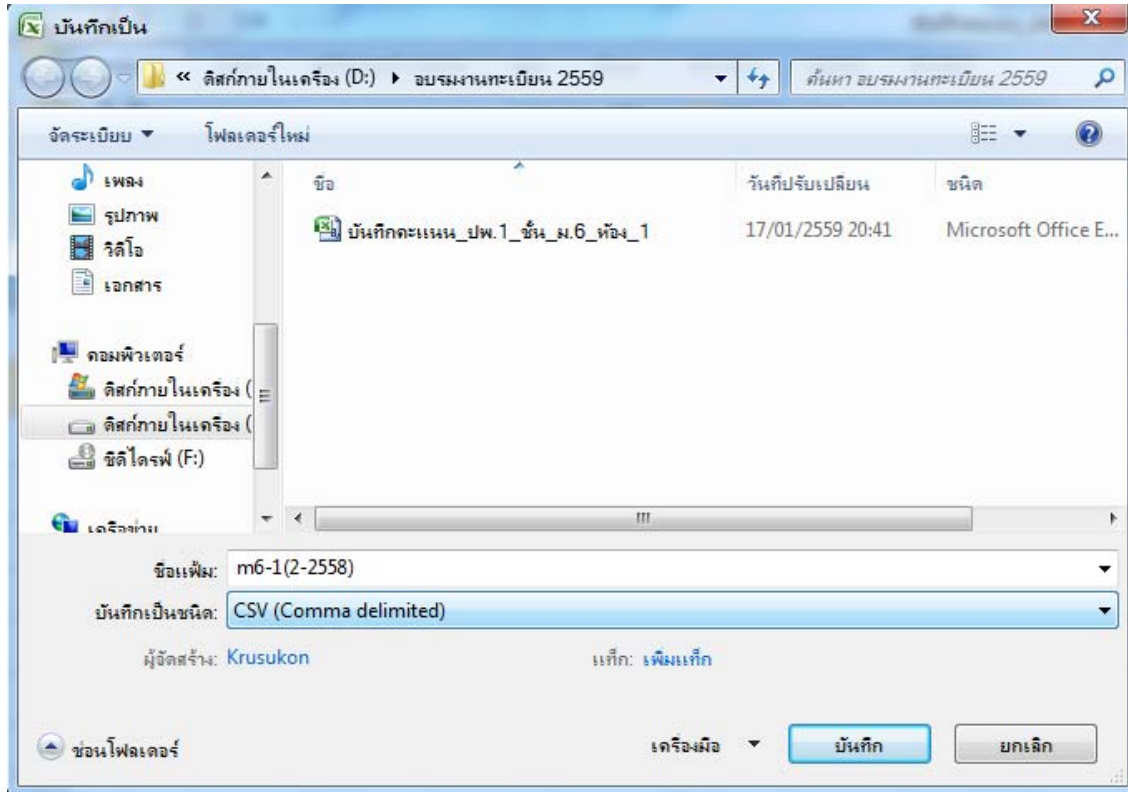 บันทึกเป็น
« ดิสก์ภายในเครื่อง (D:) ▸ อบรมงานทะเบียน 2559
ค้นหา อบรมงานทะเบียน 2559
จัดระเบียบ
โฟลเดอร์ใหม่
ชื่อ
วันที่ปรับเปลี่ยน
ชนิด
บันทึกคะแนน_ปพ.1_ชั้น_ม.6_ห้อง_1
17/01/2559 20:41
Microsoft Office E...
เพลง
รูปภาพ
วิดีโอ
เอกสาร
คอมพิวเตอร์
ดิสก์ภายในเครื่อง (
ดิสก์ภายในเครื่อง (
ซีดีไดรฟ์ (F:)
เครือข่าย
ชื่อแฟ้ม: m6-1(2-2558)
บันทึกเป็นชนิด: CSV (Comma delimited)
ผู้จัดสร้าง: Krusukon
แท็ก: เพิ่มแท็ก
ซ่อนโฟลเดอร์
เครื่องมือ
บันทึก
ยกเลิก